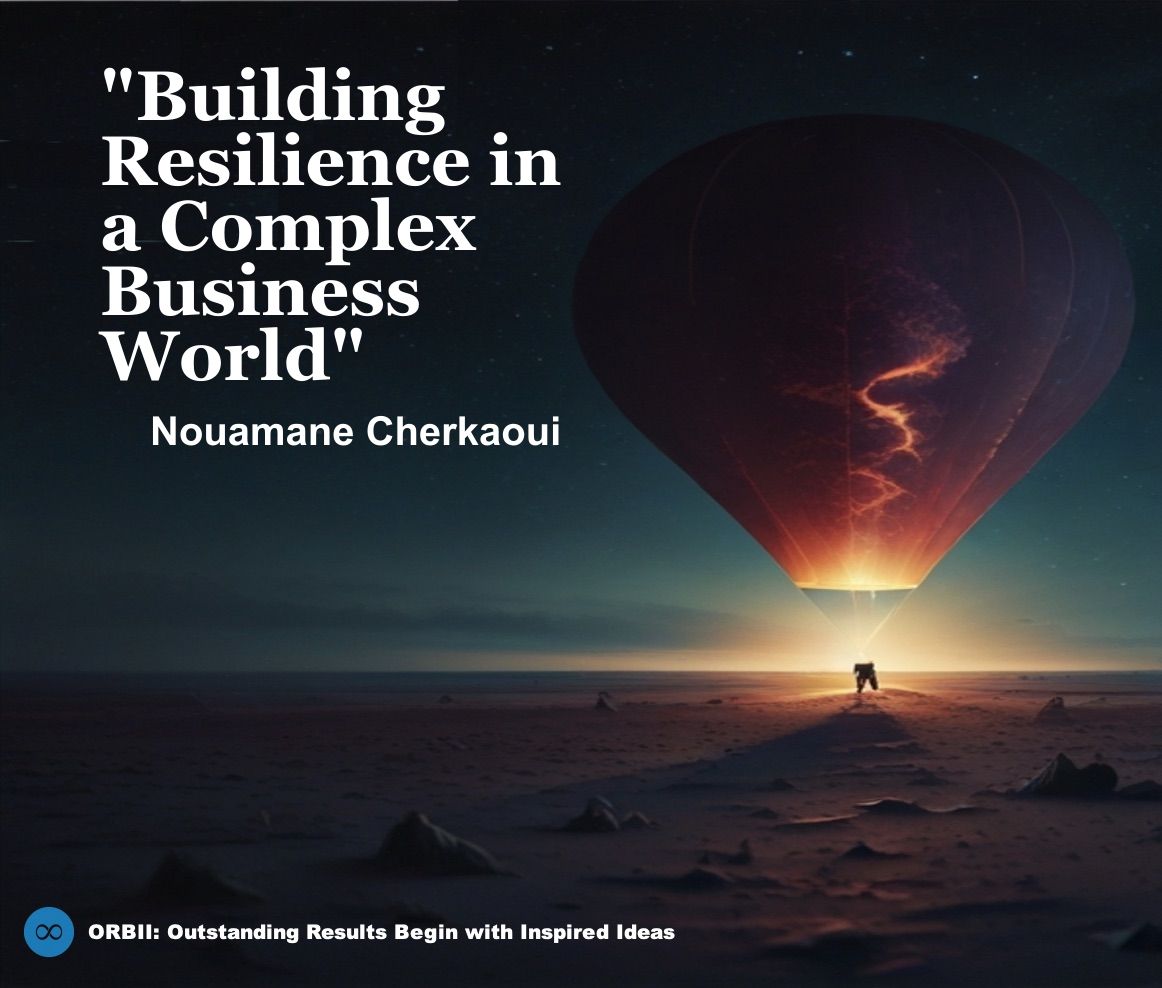 "Building
Resilience in
a Complex
Business
World"
Nouamane Cherkaoui
ORBII: Outstanding Results Begin with Inspired Ideas